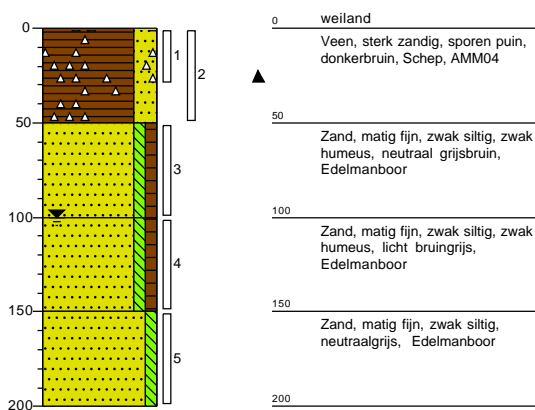 0
50
100
150
200
1
2
3
4
5
0 weiland
Veen, sterk zandig, sporen puin,
donkerbruin, Schep, AMM04
50
Zand, matig fijn, zwak siltig, zwak
humeus, neutraal grijsbruin,
Edelmanboor
100
Zand, matig fijn, zwak siltig, zwak
humeus, licht bruingrijs,
Edelmanboor
150
Zand, matig fijn, zwak siltig,
neutraalgrijs, Edelmanboor
200